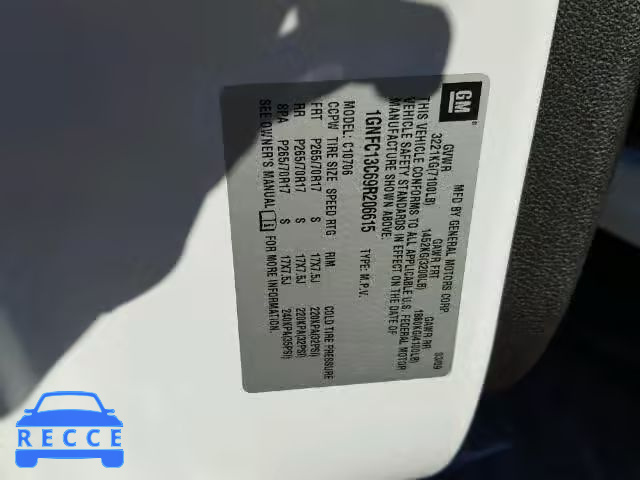 GM
MFD BY GENERAL MOTORS CORP. 03/09
GVWR GAWR FRT GAWR RR
3221KG(7100LB) 1452KG(3200LB) 1860KG(4100LB)
THIS VEHICLE CONFORMS TO ALL APPLICABLE U.S. FEDERAL MOTOR
VEHICLE SAFETY STANDARDS IN EFFECT ON THE DATE OF
MANUFACTURE SHOWN ABOVE.
1GNFC13C69R206615 TYPE: M.P.V.
MODEL: C10706
CCPW TIRE SIZE SPEED RTG RIM COLD TIRE PRESSURE
FRT P265/70R17 S 17X7.5J 220KPA(32PSI)
RR P265/70R17 S 17X7.5J 220KPA(32PSI)
SPA P265/70R17 S 17X7.5J 240KPA(35PSI)
SEE OWNER'S MANUAL FOR MORE INFORMATION.
RECCE